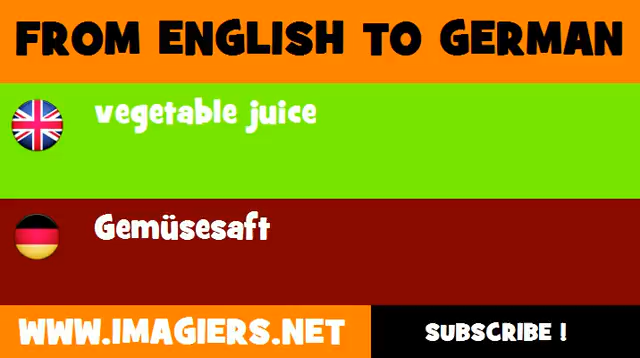 FROM ENGLISH TO GERMAN
vegetable juice
Gemüsesaft
WWW.IMAGIERS.NET
SUBSCRIBE !